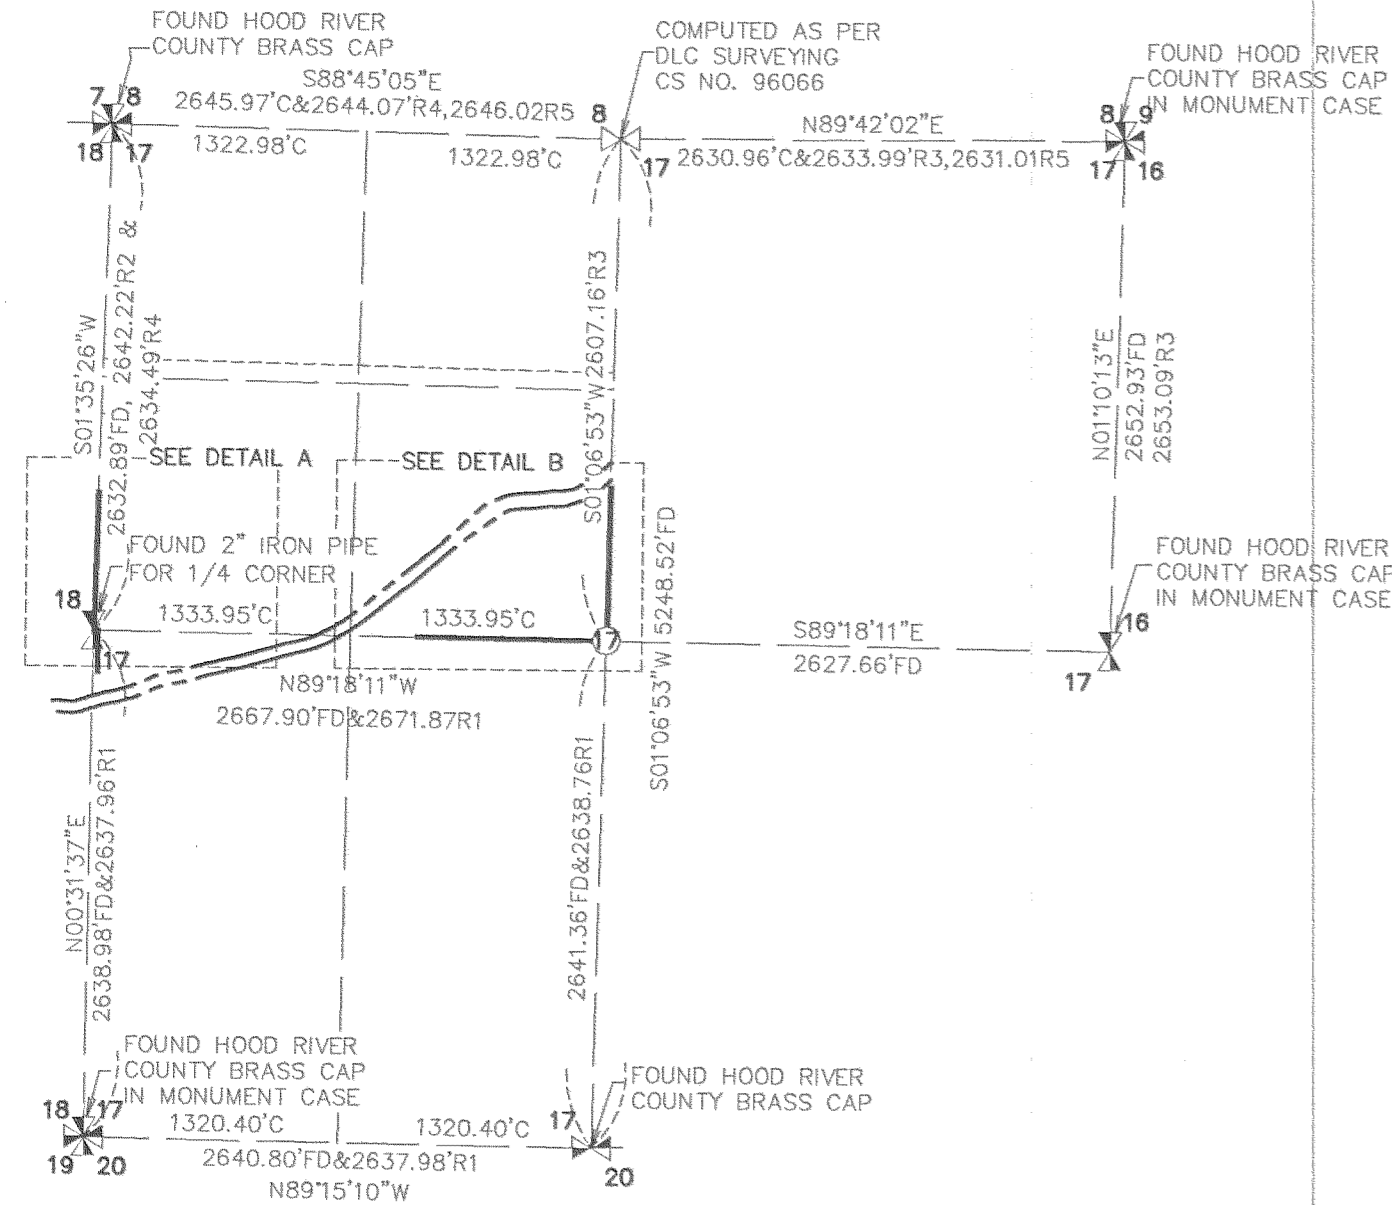 FOUND HOOD RIVER
COUNTY BRASS CAP
COMPUTED AS PER
DLC SURVEYING
CS NO. 96066
FOUND HOOD RIVER
COUNTY BRASS CAP
IN MONUMENT CASE
S88°45'05"E
2645.97'C&2644.07'R4,2646.02R5
7 8
18 17
1322.98'C
1322.98'C
8
17
N89°42'02"E
2630.96'C&2633.99'R3,2631.01R5
8 9
17 16
S01°35'26"W
2632.89'FD, 2642.22'R2 &
2634.49'R4
S01°06'53"W 2607.16'R3
N01°10'13"E
2652.93'FD
2653.09'R3
SEE DETAIL A
SEE DETAIL B
FOUND 2" IRON PIPE
FOR 1/4 CORNER
18
17
1333.95'C
1333.95'C
17
S01°06'53"W 5248.52'FD
FOUND HOOD RIVER
COUNTY BRASS CAP
IN MONUMENT CASE
S89°18'11"E
2627.66'FD
16
17
N89°18'11"W
2667.90'FD&2671.87R1
N00°31'37"E
2638.98'FD&2637.96'R1
2641.36'FD&2638.76R1
FOUND HOOD RIVER
COUNTY BRASS CAP
IN MONUMENT CASE
18 17
19 20
1320.40'C
1320.40'C
2640.80'FD&2637.98'R1
N89°15'10"W
FOUND HOOD RIVER
COUNTY BRASS CAP
17
20